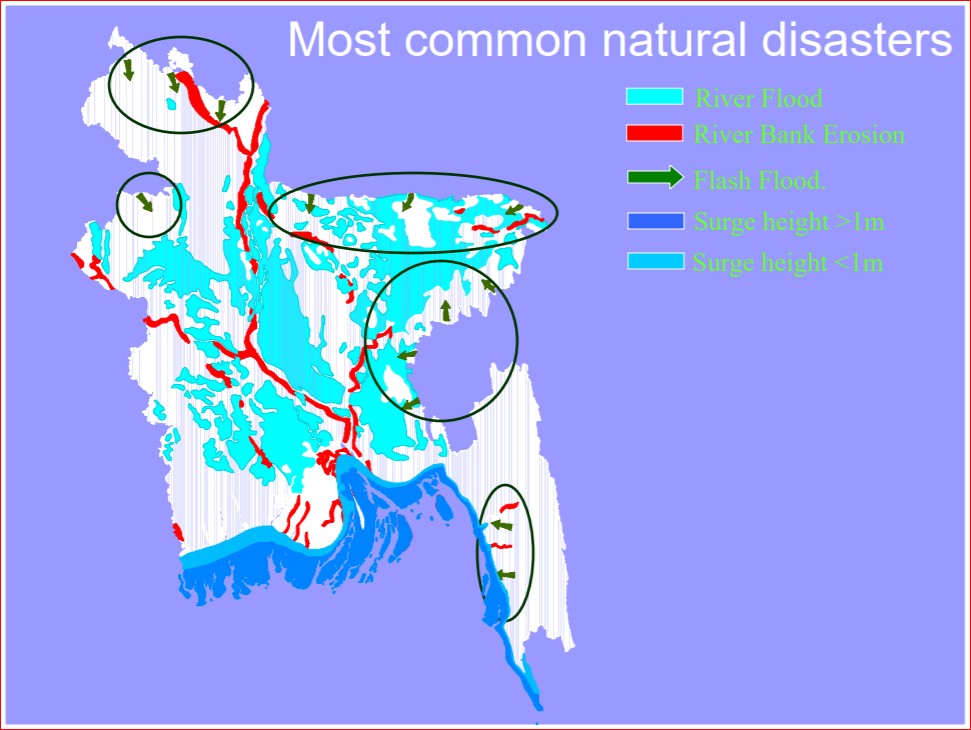 Most common natural disasters
River Flood
River Bank Erosion
Flash Flood.
Surge height >1m
Surge height <1m